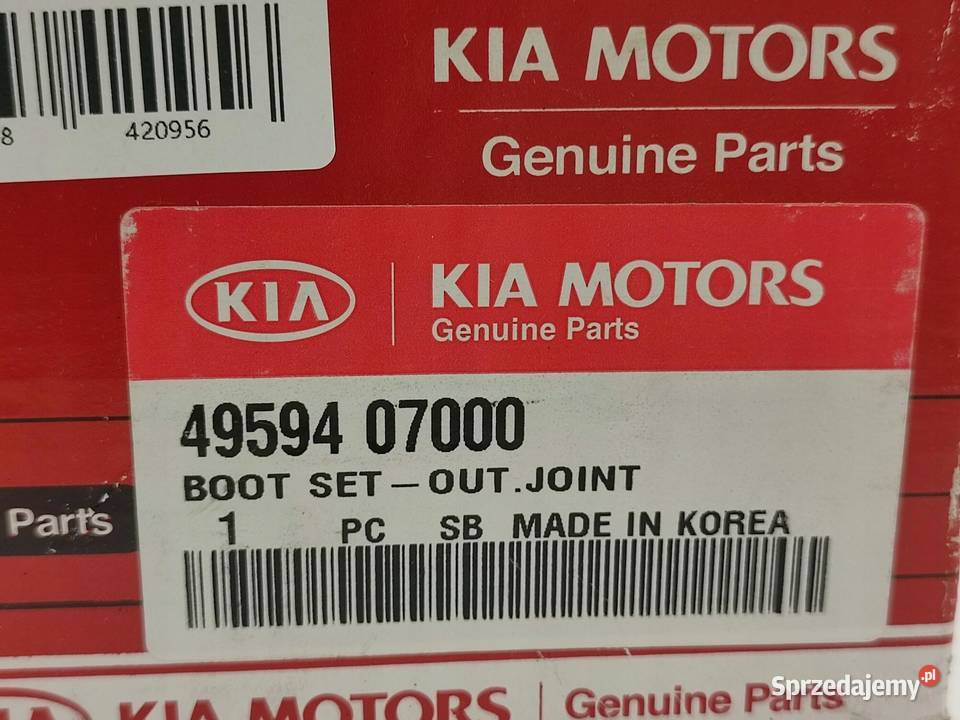 8 420956
KIA MOTORS
Genuine Parts
KIA KIA MOTORS
Genuine Parts
49594 07000
BOOT SET-OUT.JOINT
1 PC SB MADE IN KOREA
Parts
KIA MOTORS Genuine Parts
Sprzedajemy.pl